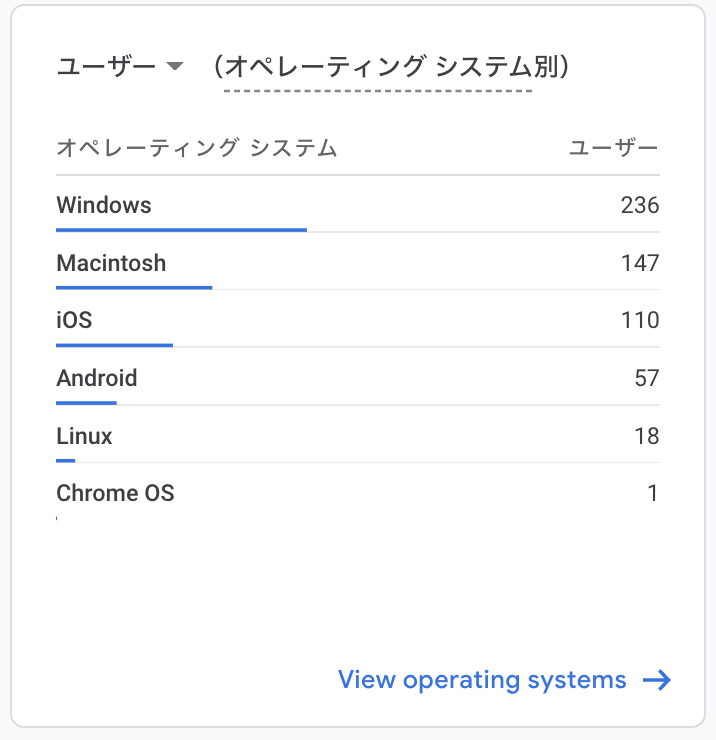 ユーザー （オペレーティング システム別）
オペレーティング システム ユーザー
Windows 236
Macintosh 147
iOS 110
Android 57
Linux 18
Chrome OS 1
View operating systems →